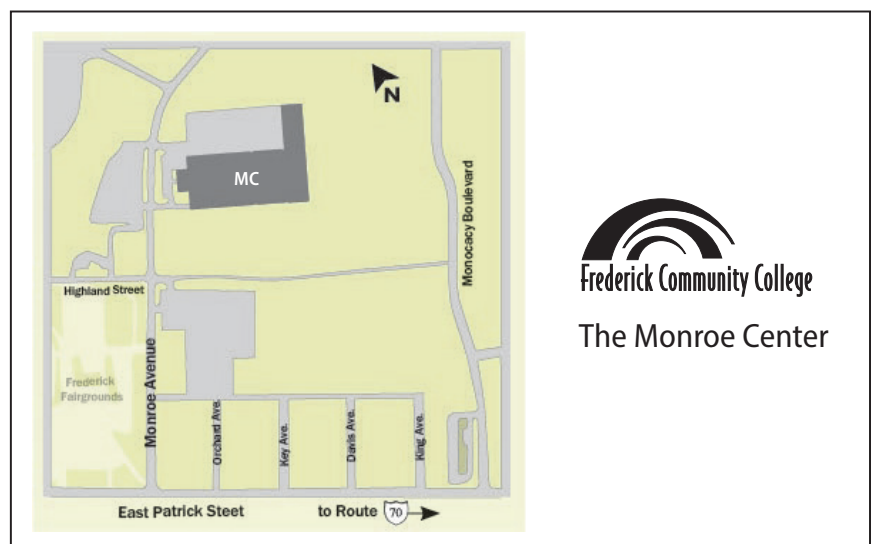 N
MC
Monocacy Boulevard
Highland Street
Frederick
Fairgrounds
Monroe Avenue
Orchard Ave.
Key Ave.
Davis Ave.
King Ave.
East Patrick Steet
to Route 70
Frederick Community College
The Monroe Center